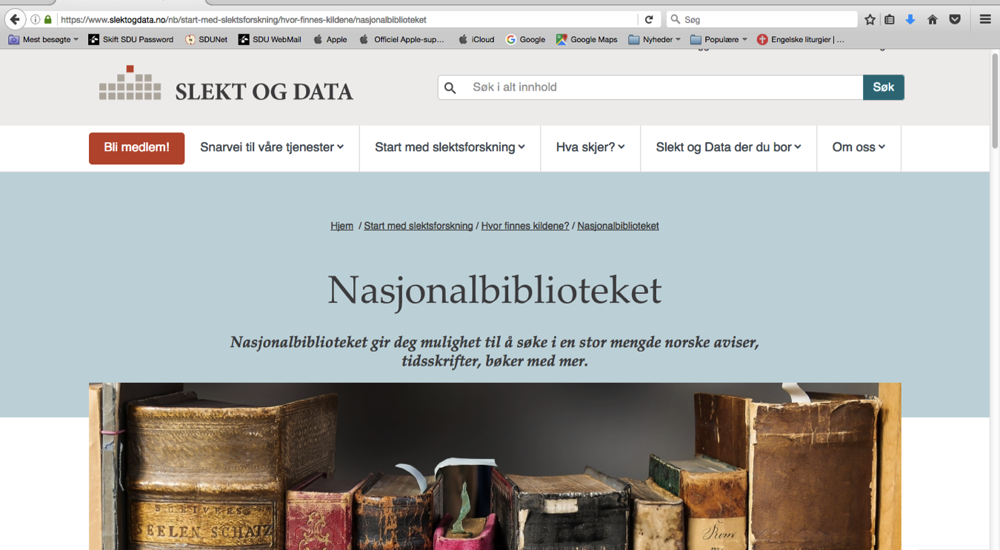 https://www.slektogdata.no/nb/start-med-slektsforskning/hvor-finnes-kildene/nasjonalbiblioteket
Søg
Mest besøgte Skift SDU Password SDUNet SDU WebMail Apple Officiel Apple-sup... iCloud Google Google Maps Nyheder Populære Engelske liturgier | ...
SLEKT OG DATA
Søk i alt innhold Søk
Bli medlem! Snarvei til våre tjenester Start med slektsforskning Hva skjer? Slekt og Data der du bor Om oss
Hjem / Start med slektsforskning / Hvor finnes kildene? / Nasjonalbiblioteket
Nasjonalbiblioteket
Nasjonalbiblioteket gir deg mulighet til å søke i en stor mengde norske aviser,
tidsskrifter, bøker med mer.
SCRIVERS
SEELEN SCHATZ